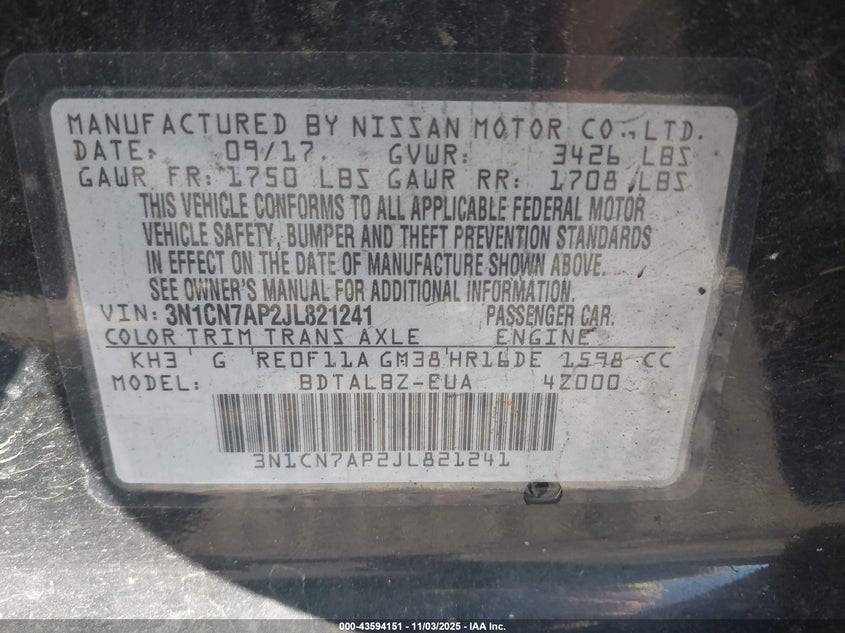 MANUFACTURED BY NISSAN MOTOR CO., LTD.
DATE: 09/17 GVWR: 3426 LBS
GAWR FR: 1750 LBS GAWR RR: 1708 LBS
THIS VEHICLE CONFORMS TO ALL APPLICABLE FEDERAL MOTOR
VEHICLE SAFETY, BUMPER AND THEFT PREVENTION STANDARDS
IN EFFECT ON THE DATE OF MANUFACTURE SHOWN ABOVE.
SEE OWNER'S MANUAL FOR ADDITIONAL INFORMATION.
VIN: 3N1CN7AP2JL821241 PASSENGER CAR.
COLOR TRIM TRANS AXLE ENGINE
KH3 G RE0F11A GM38 HR16DE 1598 CC
MODEL: BDTALBZ-EUA 4Z000
3N1CN7AP2JL821241
000-43594151 - 11/03/2025 - IAA Inc.